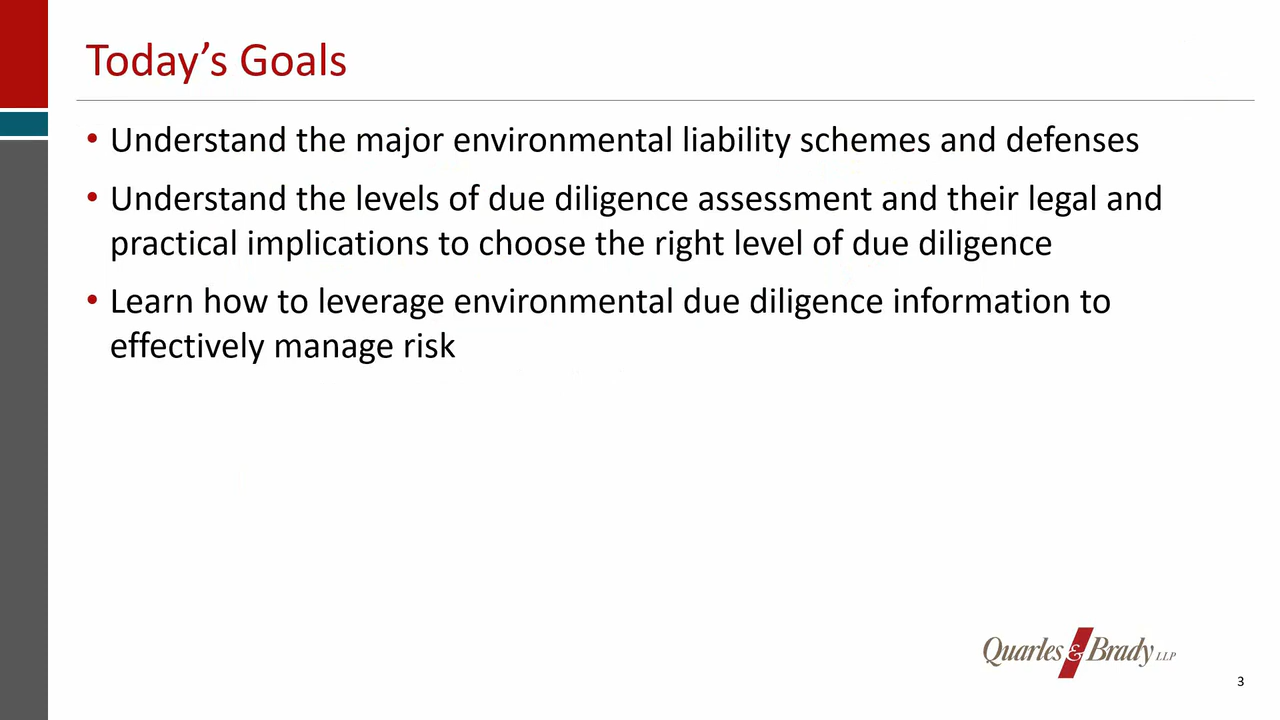 Today’s Goals
• Understand the major environmental liability schemes and defenses
• Understand the levels of due diligence assessment and their legal and
practical implications to choose the right level of due diligence
• Learn how to leverage environmental due diligence information to
effectively manage risk
Quarles & Brady LLP
3